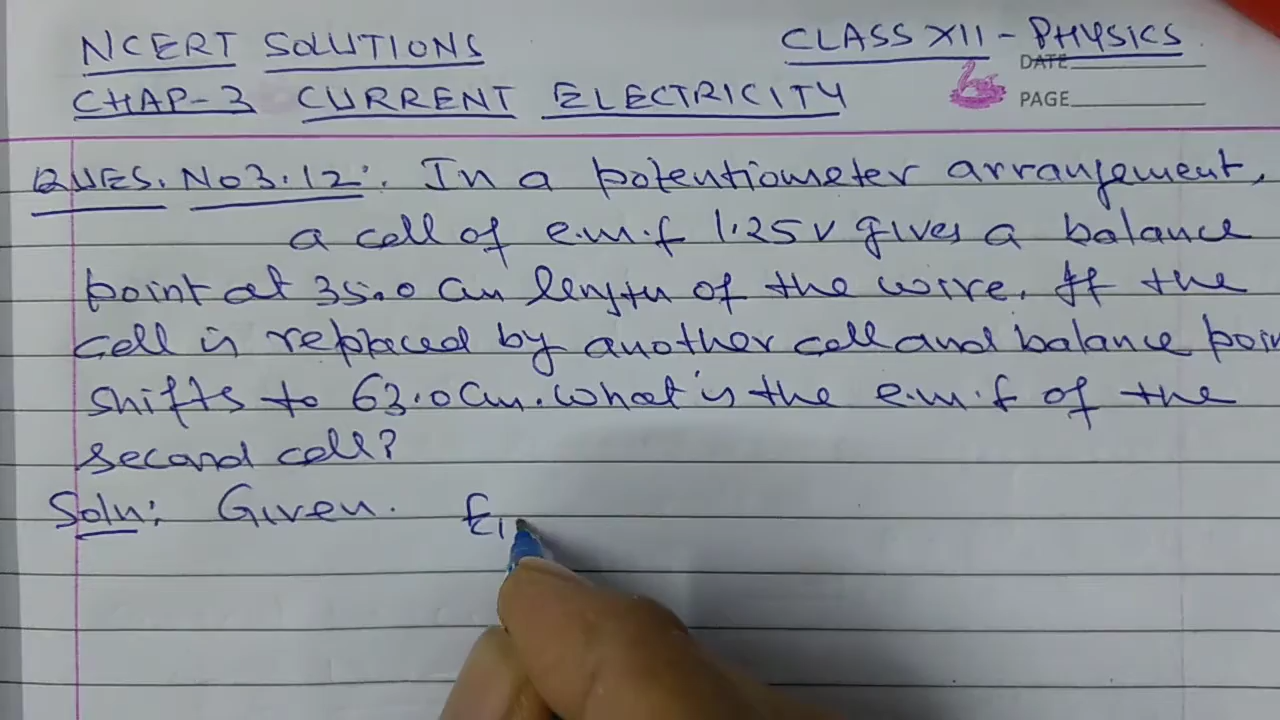 NCERT SOLUTIONS CLASS XII - PHYSICS
DATE
CHAP-3 CURRENT ELECTRICITY PAGE
QUES. No 3.12: In a potentiometer arrangement,
a cell of e.m.f 1.25V gives a balance
point at 35.0 cm length of the wire. If the
cell is replaced by another cell and balance poin
shifts to 63.0 cm. What is the e.m.f of the
second cell?
Soln: Given. E1